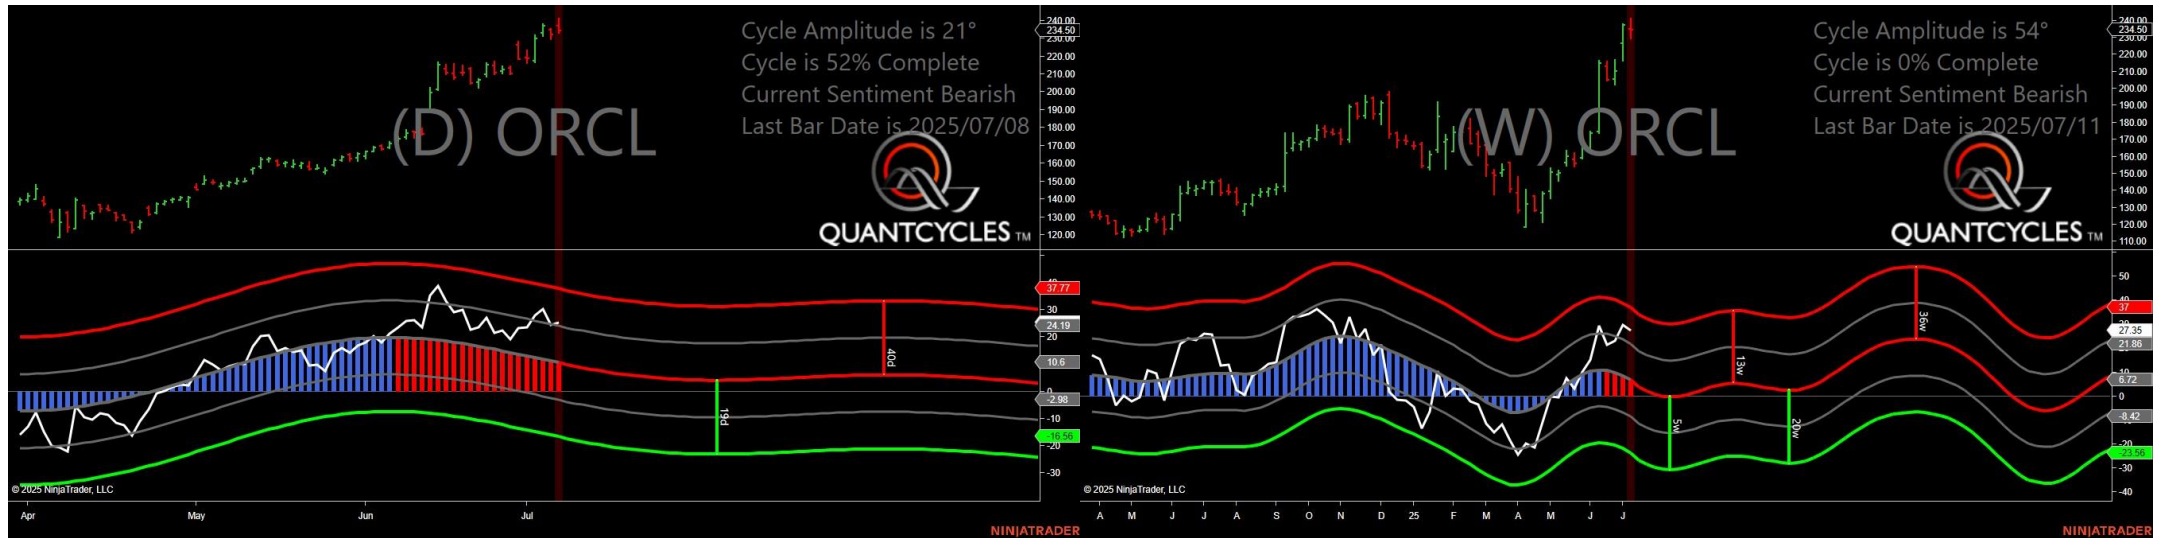 Cycle Amplitude is 21°
Cycle is 52% Complete
Current Sentiment Bearish
Last Bar Date is 2025/07/08
(D) ORCL
QUANTCYCLES TM
240.00
234.50
230.00
220.00
210.00
200.00
190.00
180.00
170.00
160.00
150.00
140.00
130.00
120.00
37.77
30
24.19
20
10.6
0
-2.98
-10
-16.56
-20
-30
40d
19d
© 2025 NinjaTrader, LLC
Apr
May
Jun
Jul
NINJATRADER
Cycle Amplitude is 54°
Cycle is 0% Complete
Current Sentiment Bearish
Last Bar Date is 2025/07/11
(W) ORCL
QUANTCYCLES TM
240.00
234.50
230.00
220.00
210.00
200.00
190.00
180.00
170.00
160.00
150.00
140.00
130.00
120.00
110.00
50
40
37
27.35
21.86
6.72
0
-8.42
-20
-23.56
-30
-40
5w
13w
20w
36w
© 2025 NinjaTrader, LLC
A M J J A S O N D 25 F M A M J J
NINJATRADER